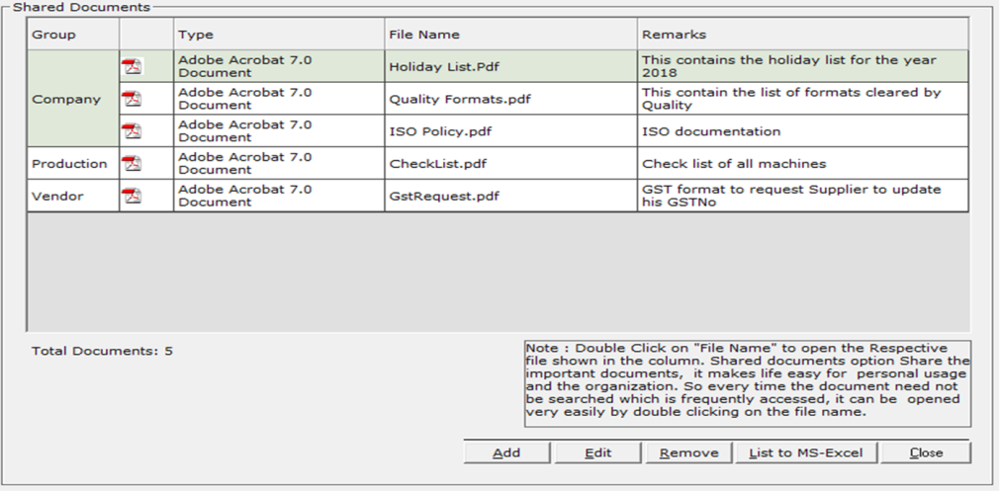 Shared Documents
Group Type File Name Remarks
Company
Adobe Acrobat 7.0
Document
Holiday List.Pdf
This contains the holiday list for the year
2018
Adobe Acrobat 7.0
Document
Quality Formats.pdf
This contain the list of formats cleared by
Quality
Adobe Acrobat 7.0
Document
ISO Policy.pdf
ISO documentation
Production
Adobe Acrobat 7.0
Document
CheckList.pdf
Check list of all machines
Vendor
Adobe Acrobat 7.0
Document
GstRequest.pdf
GST format to request Supplier to update
his GSTNo
Total Documents: 5
Note : Double Click on "File Name" to open the Respective
file shown in the column. Shared documents option Share the
important documents, it makes life easy for personal usage
and the organization. So every time the document need not
be searched which is frequently accessed, it can be opened
very easily by double clicking on the file name.
Add Edit Remove List to MS-Excel Close